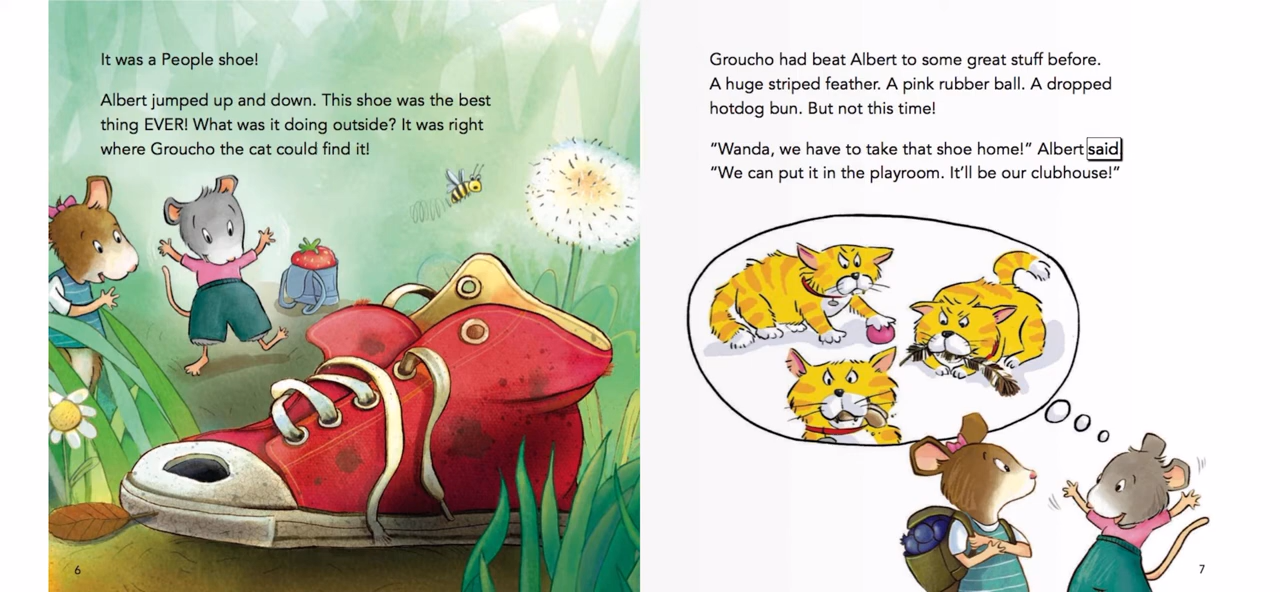 It was a People shoe!
Albert jumped up and down. This shoe was the best
thing EVER! What was it doing outside? It was right
where Groucho the cat could find it!
6
Groucho had beat Albert to some great stuff before.
A huge striped feather. A pink rubber ball. A dropped
hotdog bun. But not this time!
“Wanda, we have to take that shoe home!” Albert said
“We can put it in the playroom. It’ll be our clubhouse!”
7